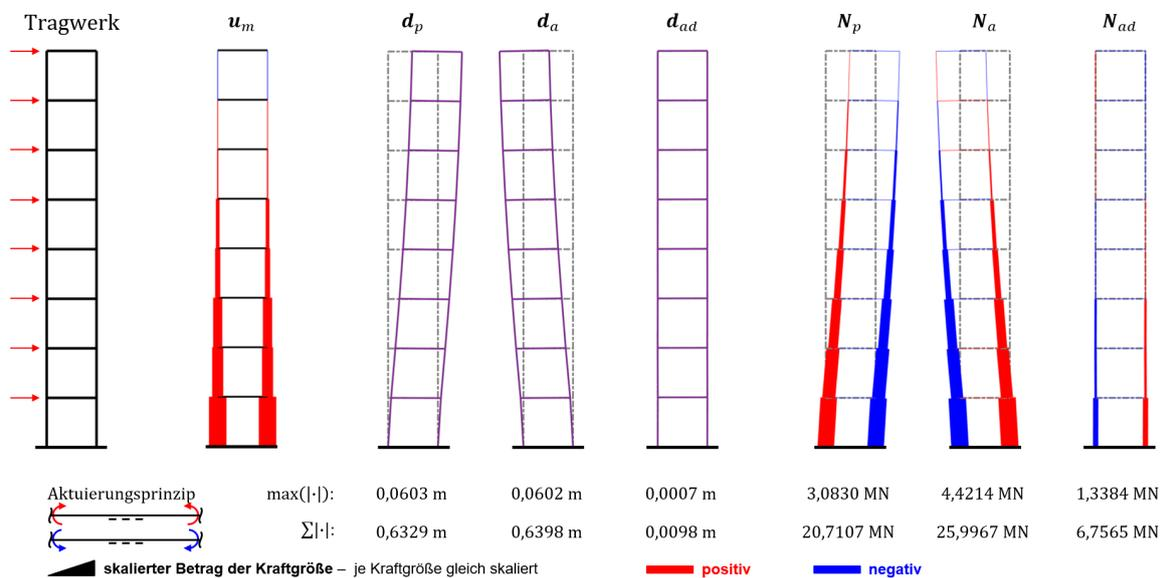 Tragwerk u_m d_p d_a d_ad N_p N_a N_ad
Aktuierungsprinzip max(|·|): 0,0603 m 0,0602 m 0,0007 m 3,0830 MN 4,4214 MN 1,3384 MN
∑|·|: 0,6329 m 0,6398 m 0,0098 m 20,7107 MN 25,9967 MN 6,7565 MN
skalierter Betrag der Kraftgröße – je Kraftgröße gleich skaliert positiv negativ